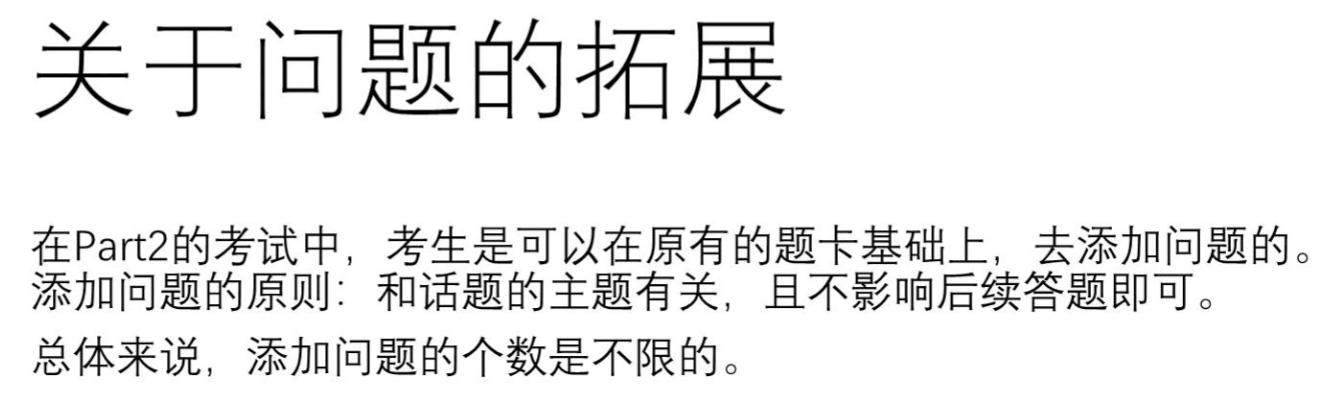 关于问题的拓展
在Part2的考试中，考生是可以在原有的题卡基础上，去添加问题的。
添加问题的原则：和话题的主题有关，且不影响后续答题即可。
总体来说，添加问题的个数是不限的。